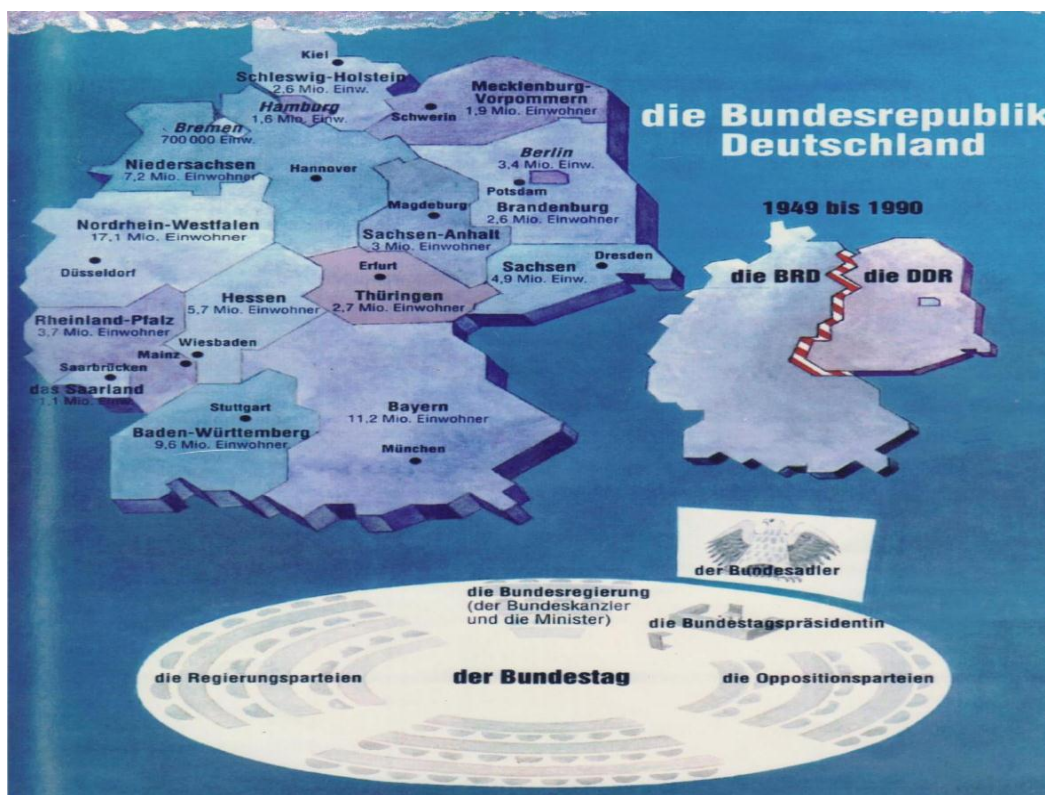 die Bundesrepublik
Deutschland
Kiel
Schleswig-Holstein
2,6 Mio. Einw.
Hamburg
1,6 Mio. Einw.
Mecklenburg-
Vorpommern
1,9 Mio. Einwohner
Schwerin
Bremen
700 000 Einw.
Niedersachsen
7,2 Mio. Einwohner
Hannover
Berlin
3,4 Mio. Einw.
Potsdam
Brandenburg
2,6 Mio. Einwohner
Magdeburg
Sachsen-Anhalt
3 Mio. Einwohner
Nordrhein-Westfalen
17,1 Mio. Einwohner
Düsseldorf
Dresden
Sachsen
4,9 Mio. Einw.
Erfurt
Thüringen
2,7 Mio. Einwohner
Hessen
5,7 Mio. Einwohner
Wiesbaden
Rheinland-Pfalz
3,7 Mio. Einwohner
Mainz
Saarbrücken
das Saarland
1,1 Mio. Einw.
Stuttgart
Baden-Württemberg
9,6 Mio. Einwohner
Bayern
11,2 Mio. Einwohner
München
1949 bis 1990
die BRD
die DDR
der Bundesadler
die Bundesregierung
(der Bundeskanzler
und die Minister)
die Bundestagspräsidentin
die Regierungsparteien
der Bundestag
die Oppositionsparteien